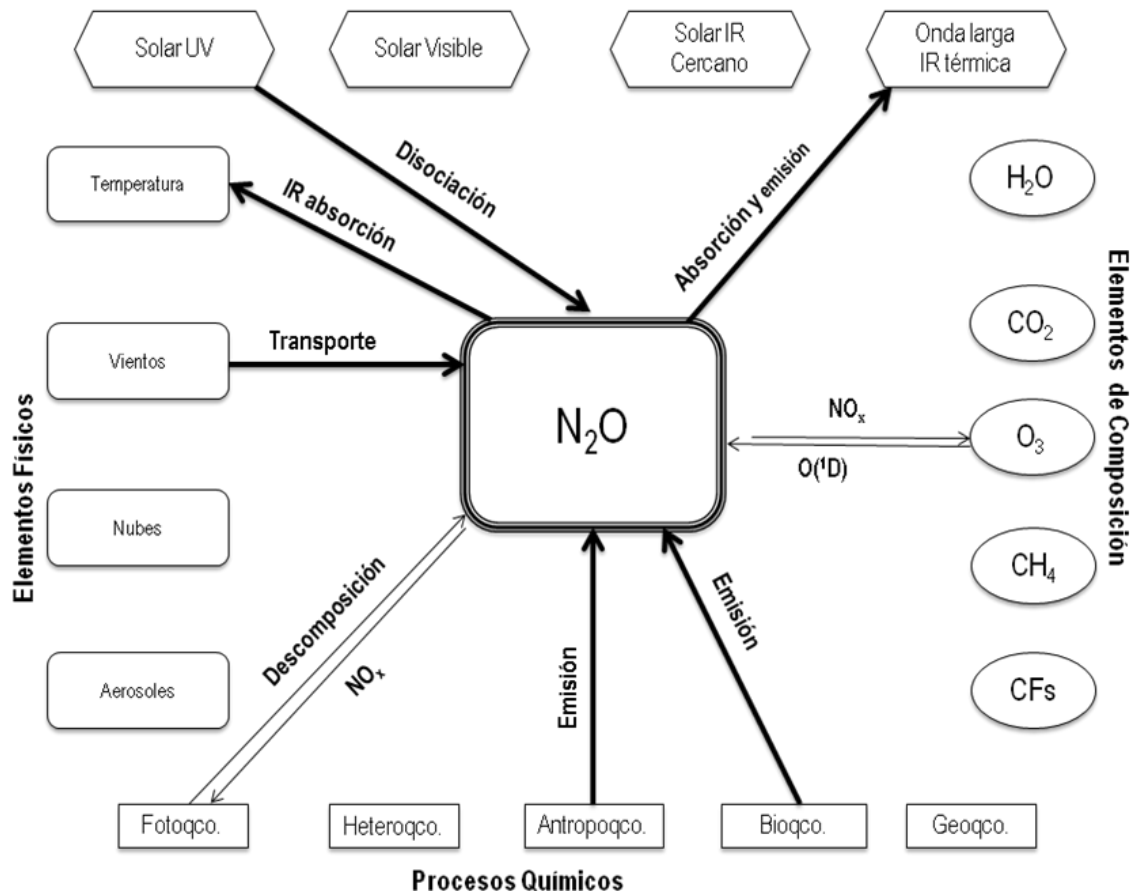 Solar UV
Solar Visible
Solar IR
Cercano
Onda larga
IR térmica
Disociación
Temperatura
IR absorción
Absorción y emisión
H₂O
Elementos Físicos
Vientos
Transporte
N₂O
CO₂
Elementos de Composición
NOₓ
O(¹D)
O₃
Nubes
CH₄
Descomposición
NOₓ
Emisión
Emisión
Aerosoles
CFs
Fotoqco.
Heteroqco.
Antropoqco.
Bioqco.
Geoqco.
Procesos Químicos